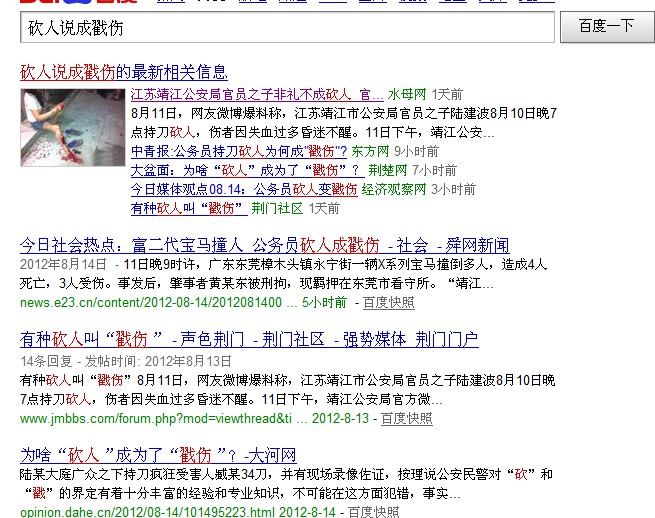 砍人说成戳伤
百度一下
砍人说成戳伤的最新相关信息
江苏靖江公安局官员之子非礼不成砍人 官... 水母网 1天前
8月11日，网友微博爆料称，江苏靖江市公安局官员之子陆建波8月10日晚7
点持刀砍人，伤者因失血过多昏迷不醒。11日下午，靖江公安...
中青报:公务员持刀砍人为何成"戳伤"? 东方网 9小时前
大盆面：为啥“砍人”成为了“戳伤”？ 荆楚网 7小时前
今日媒体观点08.14：公务员砍人变戳伤 经济观察网 3小时前
有种砍人叫“戳伤” 荆门社区 1天前
今日社会热点：富二代宝马撞人 公务员砍人成戳伤 - 社会 - 舜网新闻
2012年8月14日 - 11日晚9时许，广东东莞樟木头镇永宁街一辆X系列宝马撞倒多人，造成4人
死亡，3人受伤。事发后，肇事者黄某东被刑拘，现羁押在东莞市看守所。“靖江...
news.e23.cn/content/2012-08-14/2012081400 ... 5小时前 - 百度快照
有种砍人叫“戳伤 ” - 声色荆门 - 荆门社区 - 强势媒体 荆门门户
14条回复 - 发帖时间: 2012年8月13日
有种砍人叫“戳伤”8月11日，网友微博爆料称，江苏靖江市公安局官员之子陆建波8月10日晚
7点持刀砍人，伤者因失血过多昏迷不醒。11日下午，靖江公安局官方微...
www.jmbbs.com/forum.php?mod=viewthread&ti ... 2012-8-13 - 百度快照
为啥“砍人 ”成为了“戳伤 ”？ -大河网
陆某大庭广众之下持刀疯狂受害人臧某34刀，并有现场录像佐证，按理说公安民警对“砍”和
“戳”的界定有着十分丰富的经验和专业知识，不可能在这方面犯错，事实...
opinion.dahe.cn/2012/08-14/101495223.html 2012-8-14 - 百度快照